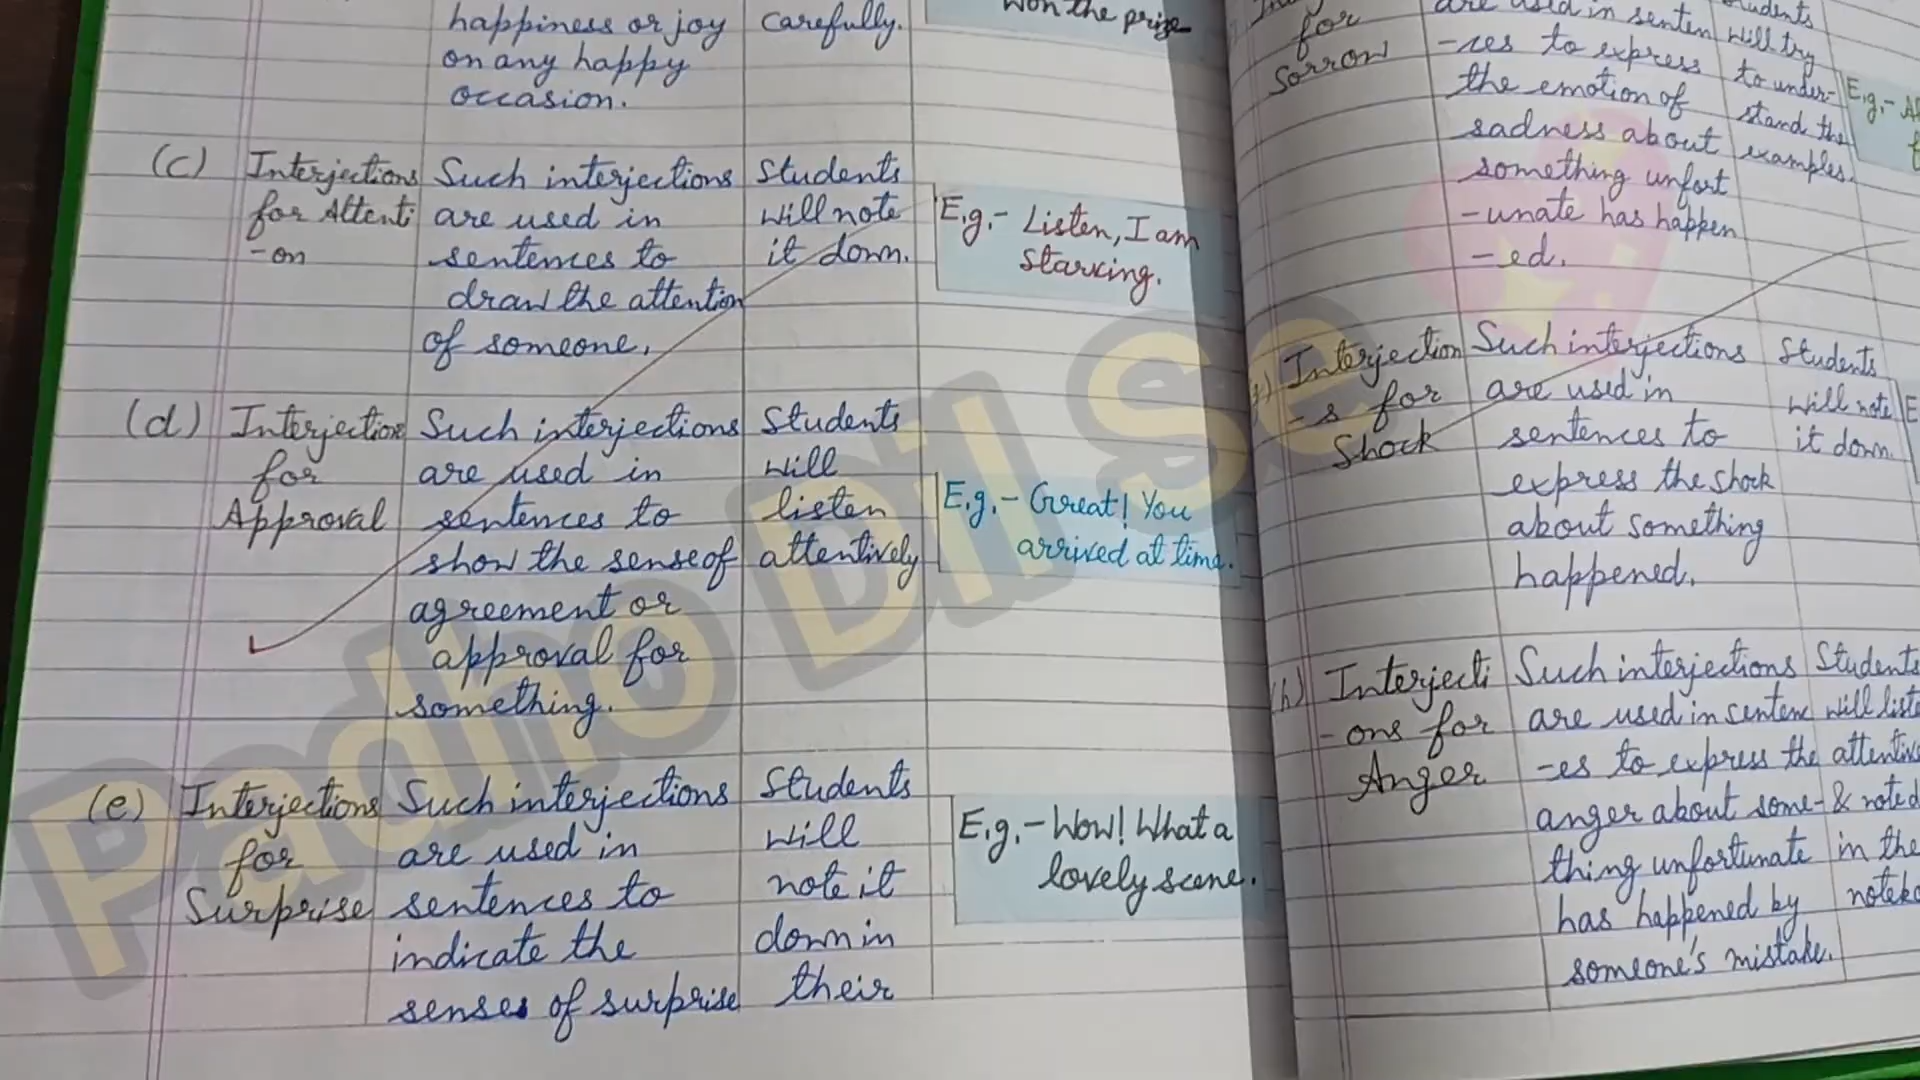 happiness or joy
on any happy
occasion.
carefully.
won the prize
(c)
Interjections
for Attenti
-on
Such interjections
are used in
sentences to
draw the attention
of someone.
Students
will note
it down.
E.g.- Listen, I am
starving.
(d)
Interjection
for
Approval
Such interjections
are used in
sentences to
show the sense of
agreement or
approval for
something.
Students
will
listen
attentively
E.g.- Great! You
arrived at time.
(e)
Interjections
for
Surprise
Such interjections
are used in
sentences to
indicate the
senses of surprise
Students
will
note it
down in
their
E.g.- Wow! What a
lovely scene.
for
Sorrow
are used in senten
-ces to express
the emotion of
sadness about
something unfort
-unate has happen
-ed.
Students
will try
to under-
stand the
examples.
E.g.-
Interjection
-s for
Shock
Such interjections
are used in
sentences to
express the shock
about something
happened.
Students
will note
it down.
E
(h)
Interjecti
-ons for
Anger
Such interjections
are used in sentenc
-es to express the
anger about some-
thing unfortunate
has happened by
someone's mistake.
Students
will liste
attentive
& noted
in the
Padho Dil Se